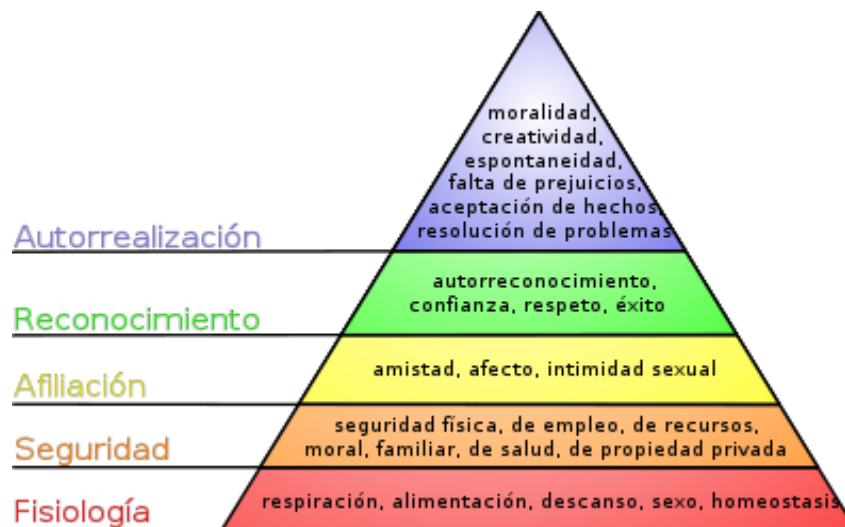 moralidad,
creatividad,
espontaneidad,
falta de prejuicios,
aceptación de hechos,
resolución de problemas
Autorrealización
autorreconocimiento,
confianza, respeto, éxito
Reconocimiento
amistad, afecto, intimidad sexual
Afiliación
seguridad física, de empleo, de recursos,
moral, familiar, de salud, de propiedad privada
Seguridad
respiración, alimentación, descanso, sexo, homeostasis
Fisiología